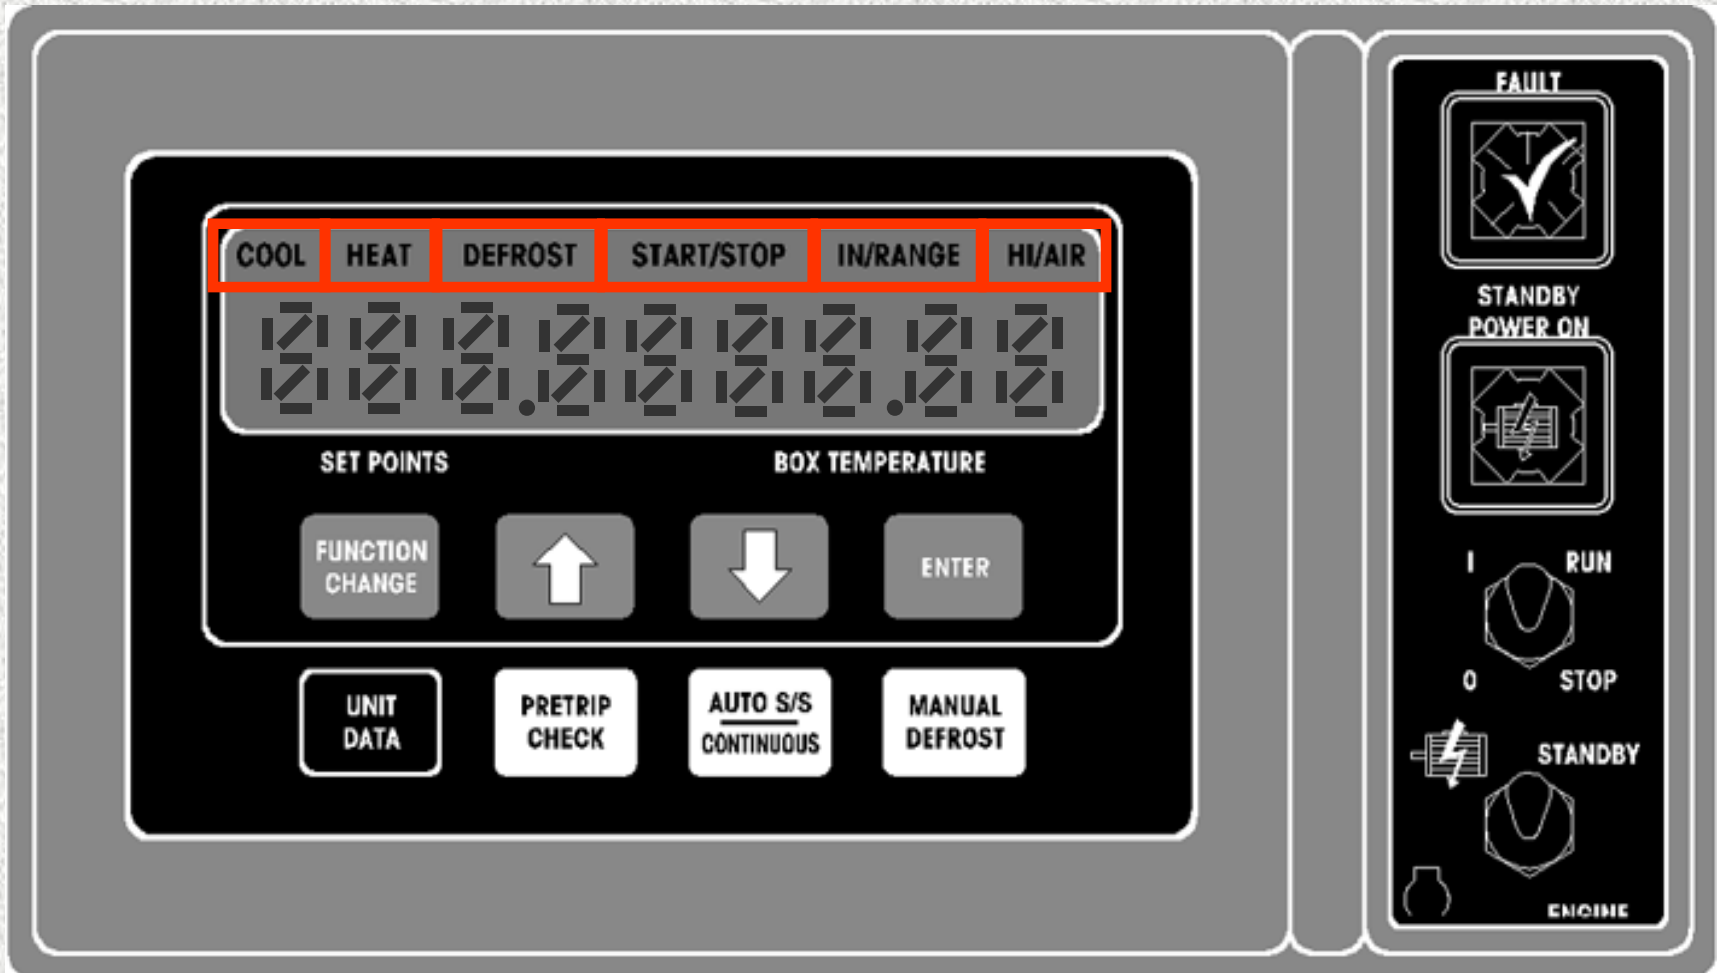 COOL HEAT DEFROST START/STOP IN/RANGE HI/AIR
SET POINTS BOX TEMPERATURE
FUNCTION
CHANGE
ENTER
UNIT
DATA
PRETRIP
CHECK
AUTO S/S
CONTINUOUS
MANUAL
DEFROST
FAULT
STANDBY
POWER ON
I RUN
0 STOP
STANDBY
ENGINE